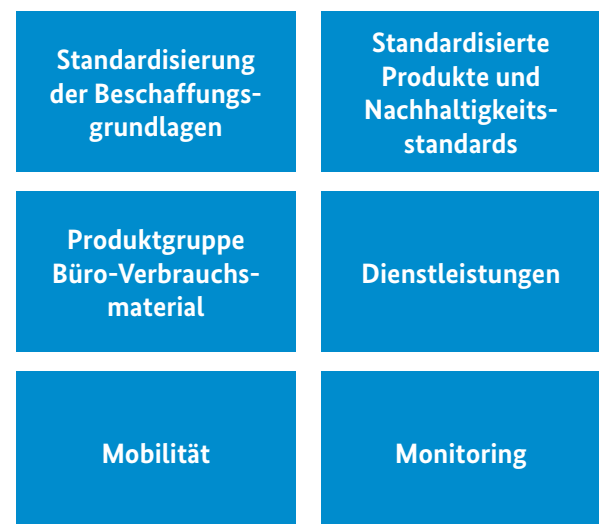 Standardisierung
der Beschaffungs-
grundlagen
Standardisierte
Produkte und
Nachhaltigkeits-
standards
Produktgruppe
Büro-Verbrauchs-
material
Dienstleistungen
Mobilität
Monitoring